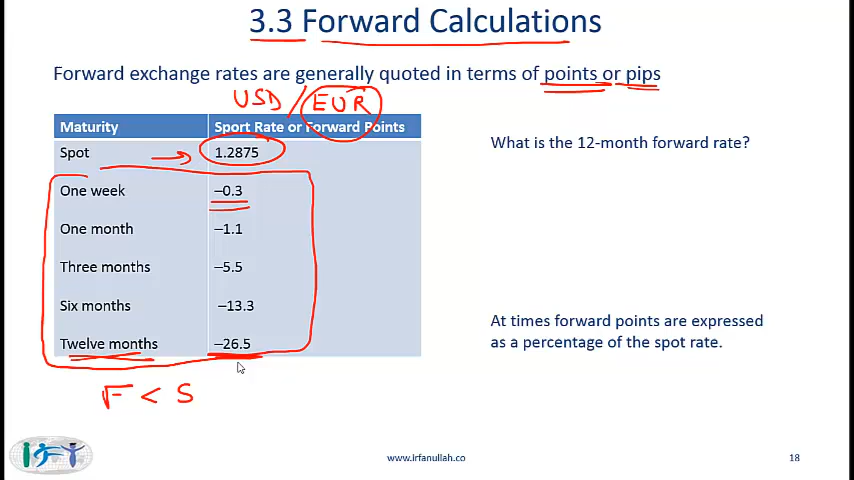 3.3 Forward Calculations
Forward exchange rates are generally quoted in terms of points or pips
USD / EUR
Maturity Sport Rate or Forward Points
Spot 1.2875
One week –0.3
One month –1.1
Three months –5.5
Six months –13.3
Twelve months –26.5
F < S
What is the 12-month forward rate?
At times forward points are expressed
as a percentage of the spot rate.
IFT
www.irfanullah.co
18